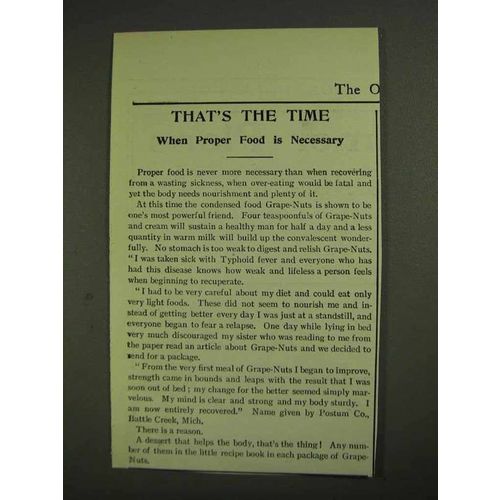 The O
THAT'S THE TIME
When Proper Food is Necessary
Proper food is never more necessary than when recovering
from a wasting sickness, when over-eating would be fatal and
yet the body needs nourishment and plenty of it.
At this time the condensed food Grape-Nuts is shown to be
one's most powerful friend. Four teaspoonfuls of Grape-Nuts
and cream will sustain a healthy man for half a day and a less
quantity in warm milk will build up the convalescent wonder-
fully. No stomach is too weak to digest and relish Grape-Nuts.
"I was taken sick with Typhoid fever and everyone who has
had this disease knows how weak and lifeless a person feels
when beginning to recuperate.
"I had to be very careful about my diet and could eat only
very light foods. These did not seem to nourish me and in-
stead of getting better every day I was just at a standstill, and
everyone began to fear a relapse. One day while lying in bed
very much discouraged my sister who was reading to me from
the paper read an article about Grape-Nuts and we decided to
send for a package.
"From the very first meal of Grape-Nuts I began to improve,
strength came in bounds and leaps with the result that I was
soon out of bed; my change for the better seemed simply mar-
velous. My mind is clear and strong and my body sturdy. I
am now entirely recovered." Name given by Postum Co.,
Battle Creek, Mich.
There is a reason.
A dessert that helps the body, that's the thing! Any num-
ber of them in the little recipe book in each package of Grape-
Nuts.